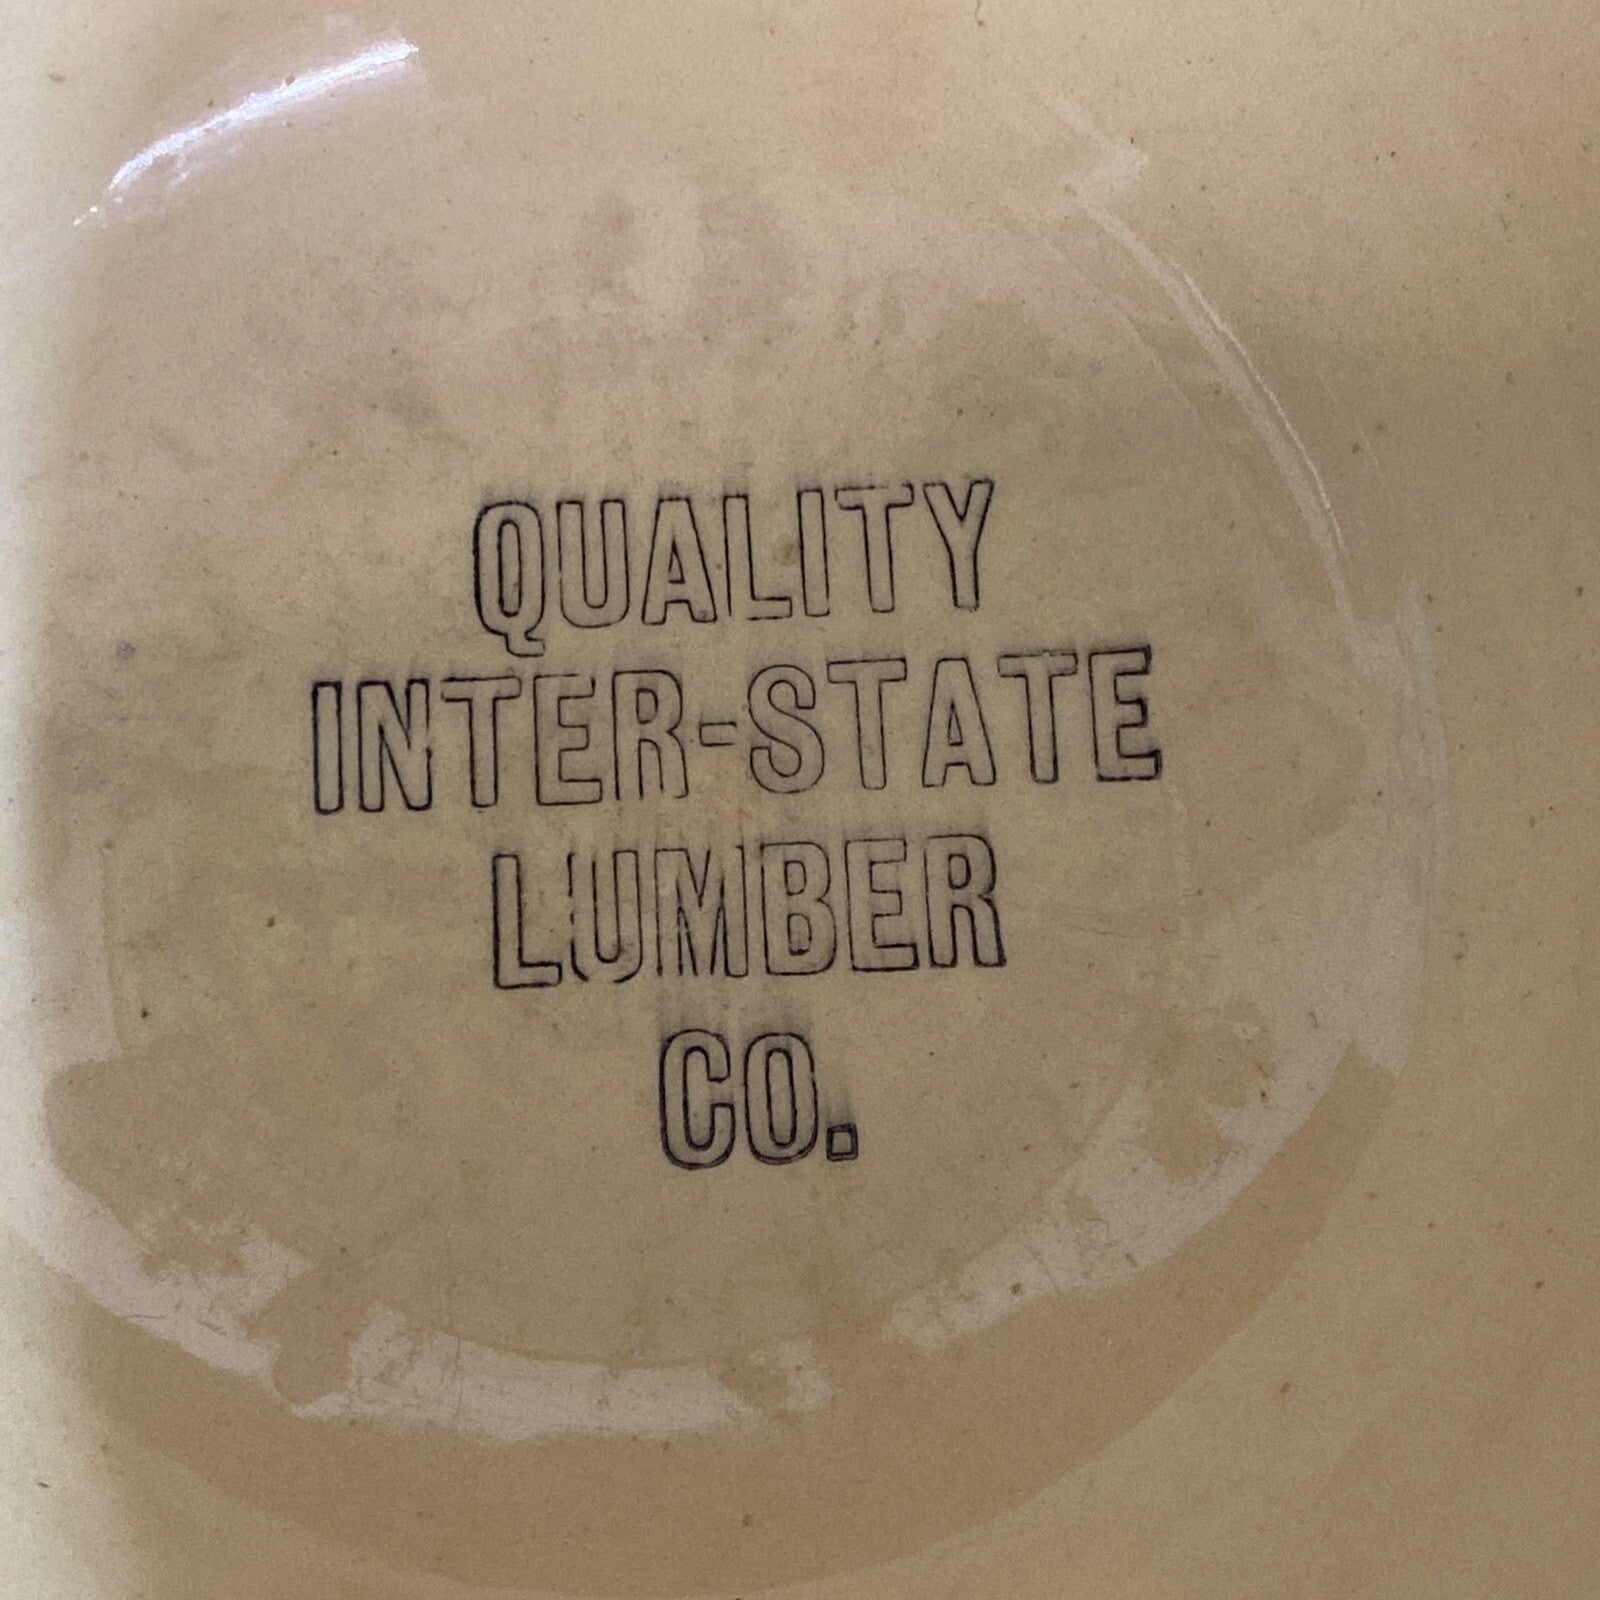 QUALITY
INTER-STATE
LUMBER
CO.